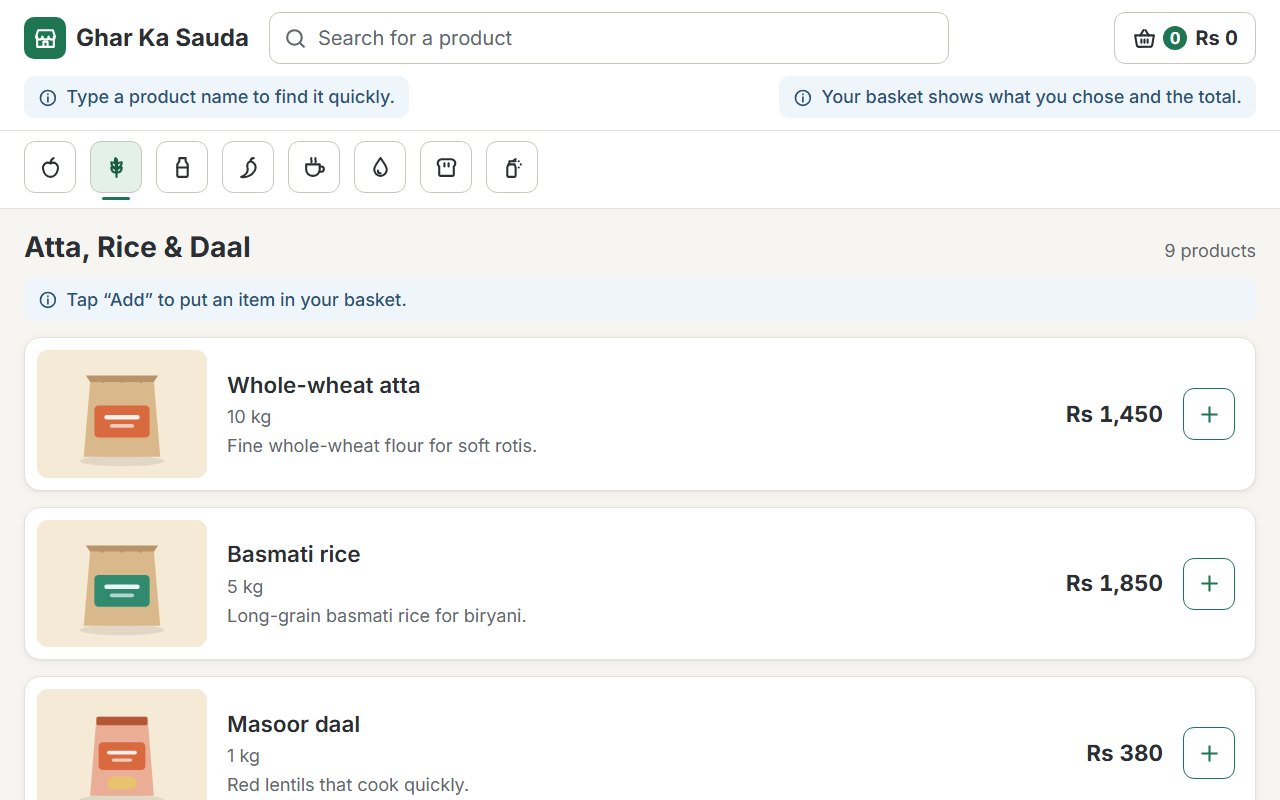 Ghar Ka Sauda
Search for a product
0 Rs 0
Type a product name to find it quickly.
Your basket shows what you chose and the total.
Atta, Rice & Daal
9 products
Tap “Add” to put an item in your basket.
Whole-wheat atta
10 kg
Fine whole-wheat flour for soft rotis.
Rs 1,450
Basmati rice
5 kg
Long-grain basmati rice for biryani.
Rs 1,850
Masoor daal
1 kg
Red lentils that cook quickly.
Rs 380